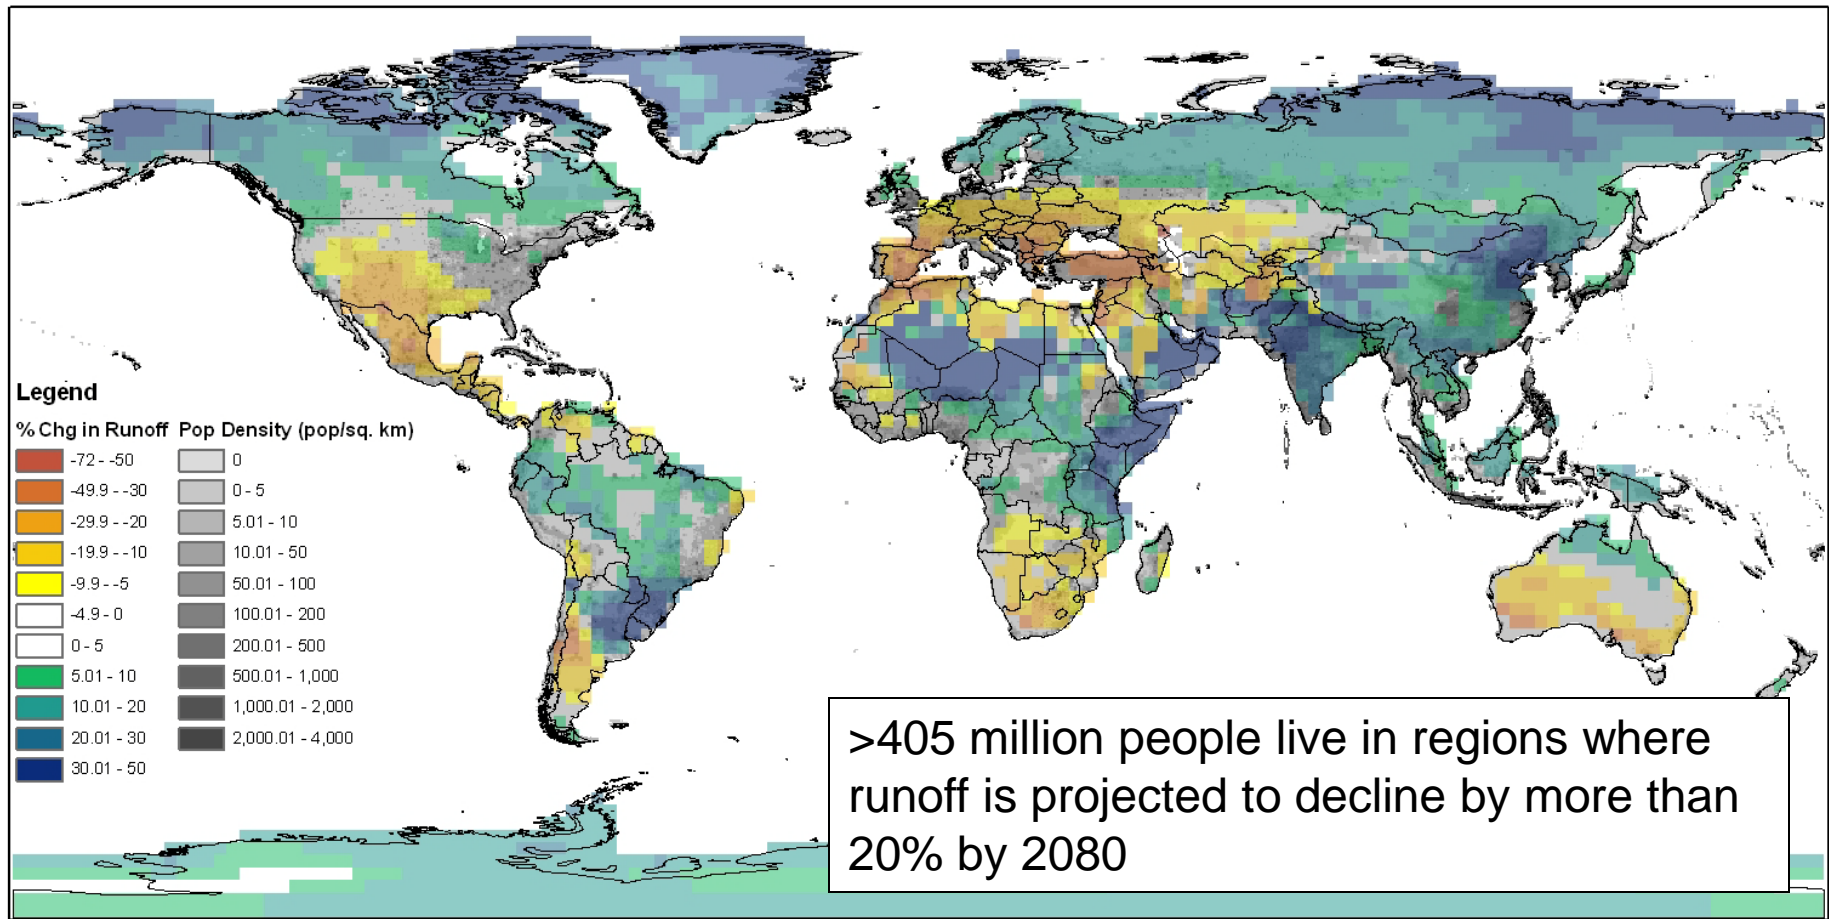 Legend
% Chg in Runoff Pop Density (pop/sq. km)
-72 - -50 0
-49.9 - -30 0 - 5
-29.9 - -20 5.01 - 10
-19.9 - -10 10.01 - 50
-9.9 - -5 50.01 - 100
-4.9 - 0 100.01 - 200
0 - 5 200.01 - 500
5.01 - 10 500.01 - 1,000
10.01 - 20 1,000.01 - 2,000
20.01 - 30 2,000.01 - 4,000
30.01 - 50
>405 million people live in regions where
runoff is projected to decline by more than
20% by 2080